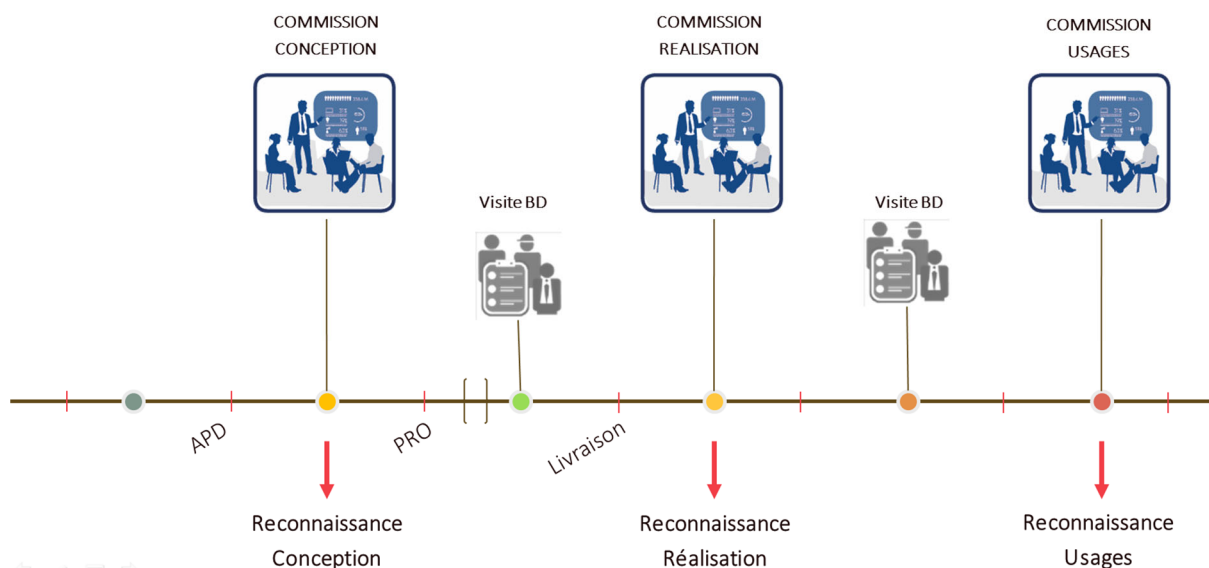 COMMISSION
CONCEPTION
COMMISSION
REALISATION
COMMISSION
USAGES
Visite BD
Visite BD
APD
PRO
Livraison
Reconnaissance
Conception
Reconnaissance
Réalisation
Reconnaissance
Usages